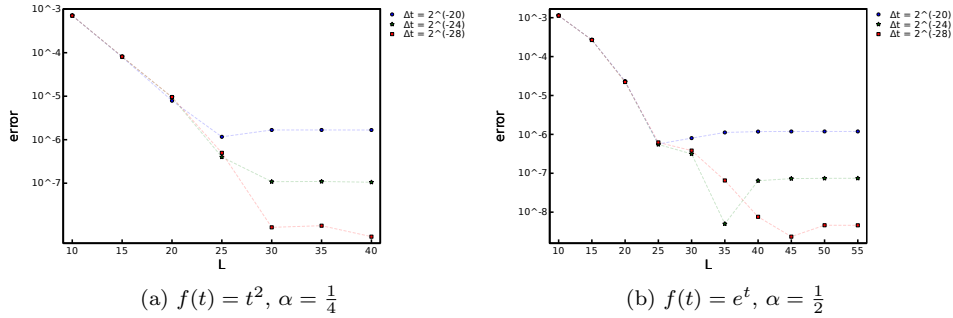 10^-3
10^-4
10^-5
10^-6
10^-7
error
10 15 20 25 30 35 40
L
Δt = 2^(-20)
Δt = 2^(-24)
Δt = 2^(-28)
(a) f(t) = t², α = 1/4
10^-3
10^-4
10^-5
10^-6
10^-7
10^-8
error
10 15 20 25 30 35 40 45 50 55
L
Δt = 2^(-20)
Δt = 2^(-24)
Δt = 2^(-28)
(b) f(t) = eᵗ, α = 1/2